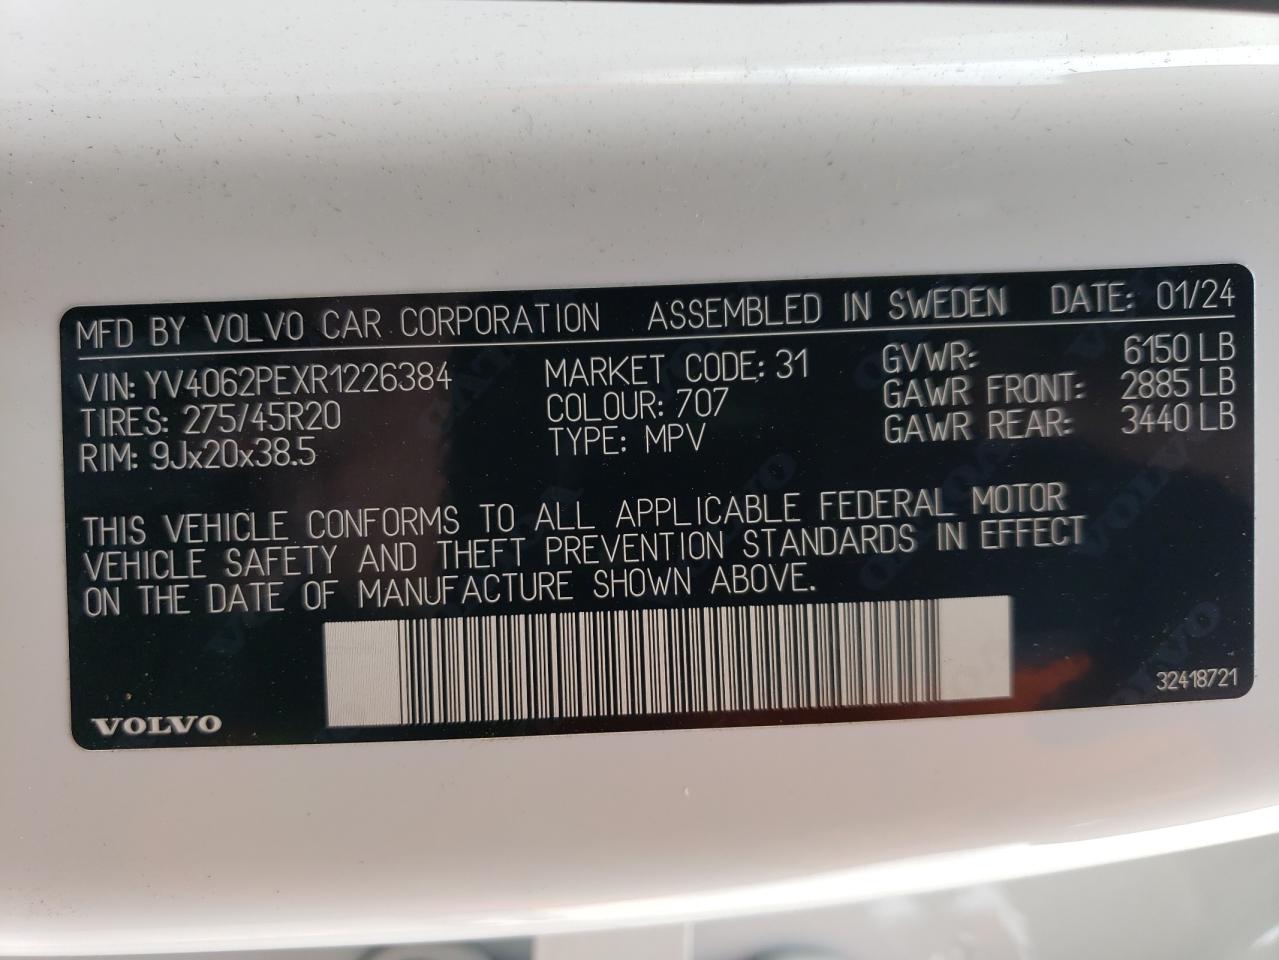 MFD BY VOLVO CAR CORPORATION ASSEMBLED IN SWEDEN DATE: 01/24
VIN: YV4062PEXR1226384 MARKET CODE: 31 GVWR: 6150 LB
TIRES: 275/45R20 COLOUR: 707 GAWR FRONT: 2885 LB
RIM: 9Jx20x38.5 TYPE: MPV GAWR REAR: 3440 LB
THIS VEHICLE CONFORMS TO ALL APPLICABLE FEDERAL MOTOR
VEHICLE SAFETY AND THEFT PREVENTION STANDARDS IN EFFECT
ON THE DATE OF MANUFACTURE SHOWN ABOVE.
32418721
VOLVO